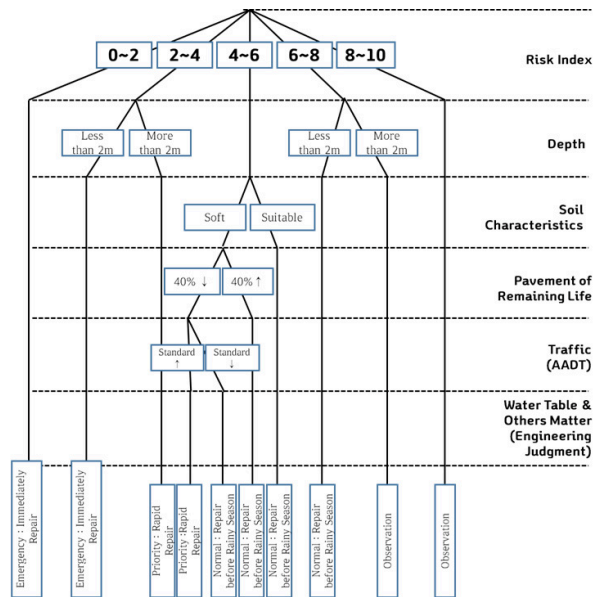 0~2
2~4
4~6
6~8
8~10
Risk Index
Less
than 2m
More
than 2m
Less
than 2m
More
than 2m
Depth
Soft
Suitable
Soil
Characteristics
40% ↓
40% ↑
Pavement of
Remaining Life
Standard
↑
Standard
↓
Traffic
(AADT)
Water Table &
Others Matter
(Engineering
Judgment)
Emergency : Immediately
Repair
Emergency : Immediately
Repair
Priority : Rapid
Repair
Priority :Rapid
Repair
Normal : Repair
before Rainy Season
Normal : Repair
before Rainy Season
Normal : Repair
before Rainy Season
Normal : Repair
before Rainy Season
Observation
Observation